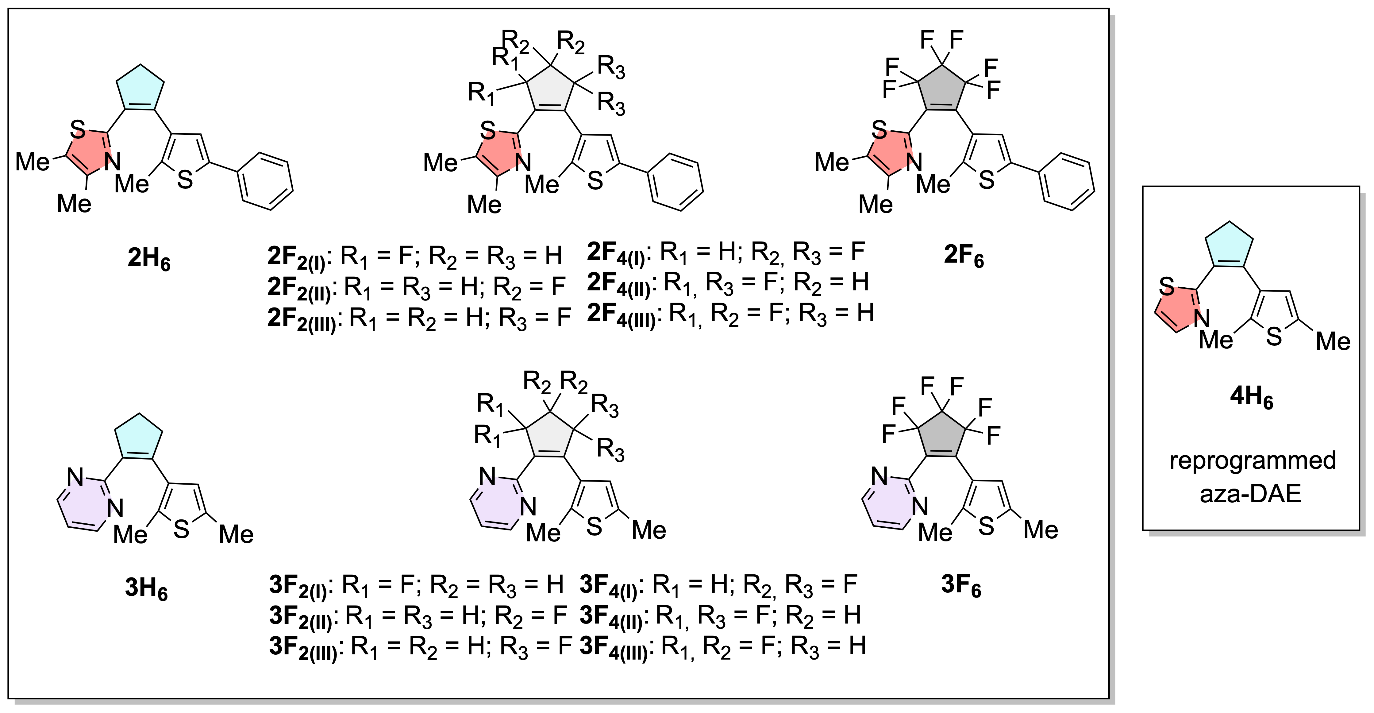 R2 R2
R1 R3
R1 R3
F F
F F
F F
S N
Me Me Me S
S N
Me Me Me S
S N
Me Me Me S
2H6
2F2(I): R1 = F; R2 = R3 = H
2F2(II): R1 = R3 = H; R2 = F
2F2(III): R1 = R2 = H; R3 = F
2F4(I): R1 = H; R2, R3 = F
2F4(II): R1, R3 = F; R2 = H
2F4(III): R1, R2 = F; R3 = H
2F6
N N
Me S Me
R2 R2
R1 R3
R1 R3
N N
Me S Me
F F
F F
F F
N N
Me S Me
3H6
3F2(I): R1 = F; R2 = R3 = H
3F2(II): R1 = R3 = H; R2 = F
3F2(III): R1 = R2 = H; R3 = F
3F4(I): R1 = H; R2, R3 = F
3F4(II): R1, R3 = F; R2 = H
3F4(III): R1, R2 = F; R3 = H
3F6
S N
Me S Me
4H6
reprogrammed
aza-DAE